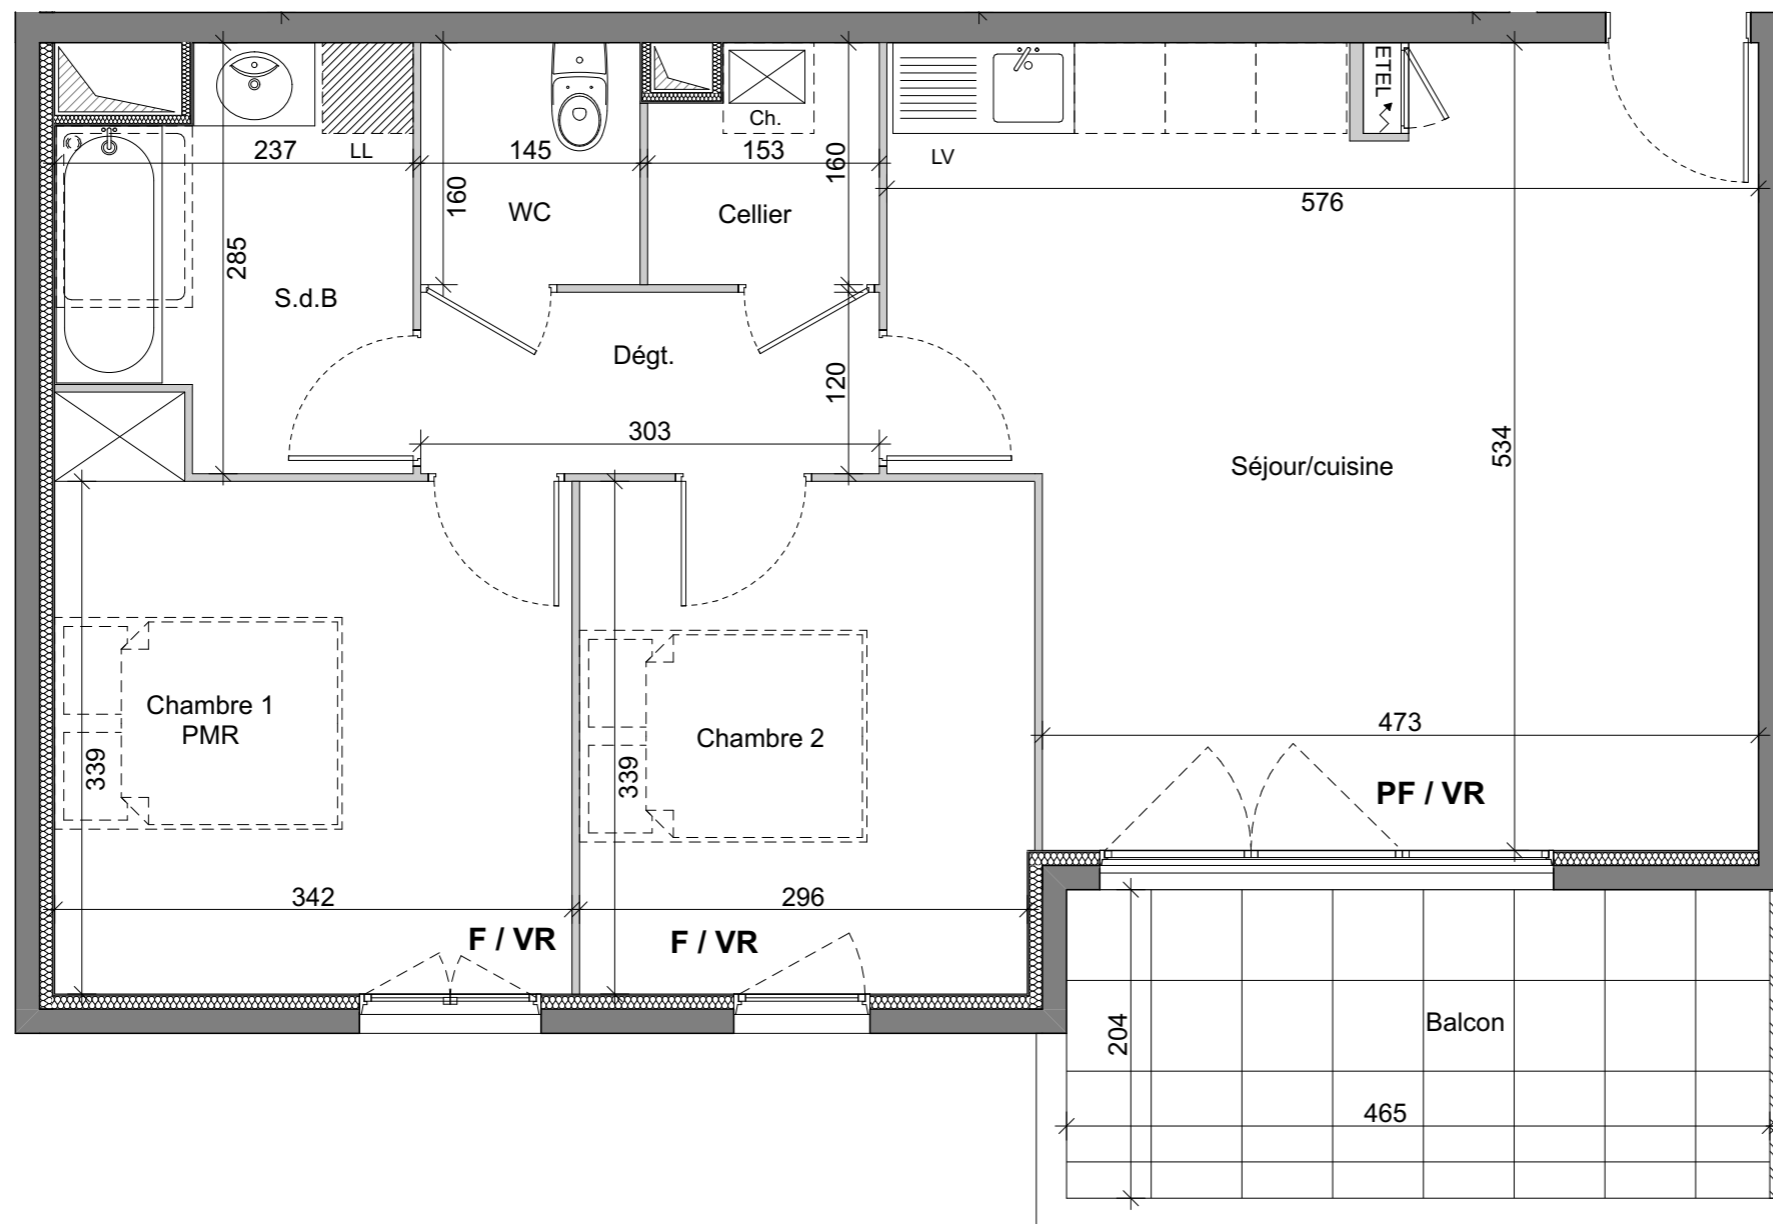 ETEL
Ch.
237
LL
145
153
160
LV
160
576
WC
Cellier
285
S.d.B
Dégt.
120
303
534
Séjour/cuisine
Chambre 1
PMR
473
Chambre 2
339
339
PF / VR
342
296
F / VR
F / VR
204
Balcon
465